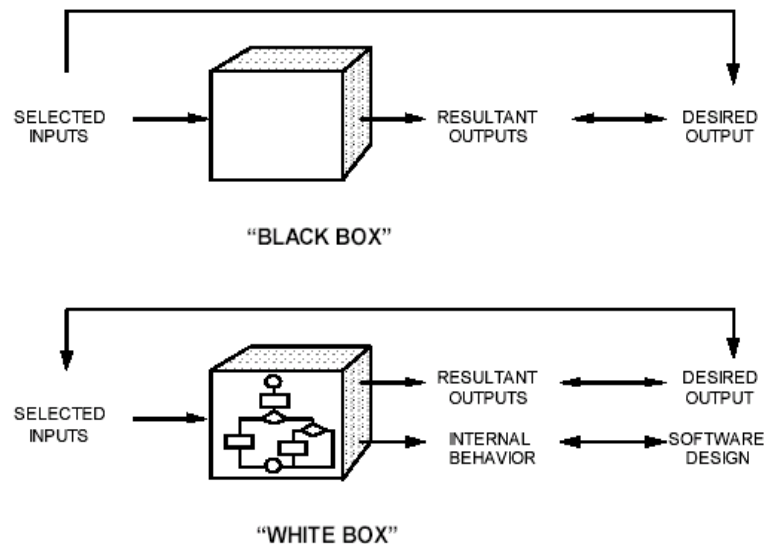 SELECTED
INPUTS
RESULTANT
OUTPUTS
DESIRED
OUTPUT
“BLACK BOX”
SELECTED
INPUTS
RESULTANT
OUTPUTS
DESIRED
OUTPUT
INTERNAL
BEHAVIOR
SOFTWARE
DESIGN
“WHITE BOX”